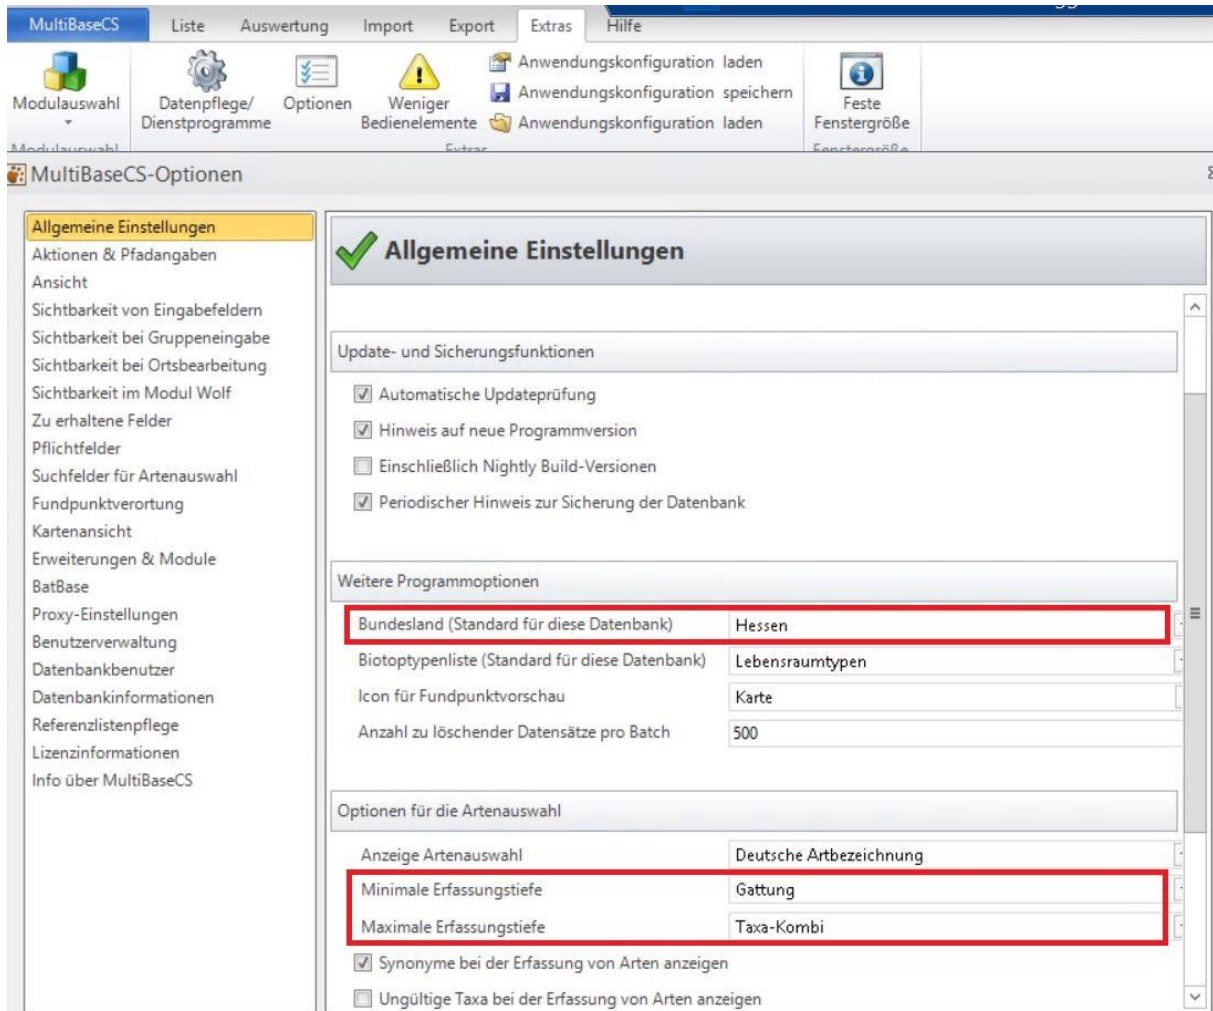 MultiBaseCS Liste Auswertung Import Export Extras Hilfe
Modulauswahl
Datenpflege/
Dienstprogramme
Optionen
Weniger
Bedienelemente
Anwendungskonfiguration laden
Anwendungskonfiguration speichern
Anwendungskonfiguration laden
Feste
Fenstergröße
Modulauswahl Extras Fenstergröße
MultiBaseCS-Optionen
Allgemeine Einstellungen
Aktionen & Pfadangaben
Ansicht
Sichtbarkeit von Eingabefeldern
Sichtbarkeit bei Gruppeneingabe
Sichtbarkeit bei Ortsbearbeitung
Sichtbarkeit im Modul Wolf
Zu erhaltene Felder
Pflichtfelder
Suchfelder für Artenauswahl
Fundpunktverortung
Kartenansicht
Erweiterungen & Module
BatBase
Proxy-Einstellungen
Benutzerverwaltung
Datenbankbenutzer
Datenbankinformationen
Referenzlistenpflege
Lizenzinformationen
Info über MultiBaseCS
Allgemeine Einstellungen
Update- und Sicherungsfunktionen
Automatische Updateprüfung
Hinweis auf neue Programmversion
Einschließlich Nightly Build-Versionen
Periodischer Hinweis zur Sicherung der Datenbank
Weitere Programmoptionen
Bundesland (Standard für diese Datenbank) Hessen
Biotoptypenliste (Standard für diese Datenbank) Lebensraumtypen
Icon für Fundpunktvorschau Karte
Anzahl zu löschender Datensätze pro Batch 500
Optionen für die Artenauswahl
Anzeige Artenauswahl Deutsche Artbezeichnung
Minimale Erfassungstiefe Gattung
Maximale Erfassungstiefe Taxa-Kombi
Synonyme bei der Erfassung von Arten anzeigen
Ungültige Taxa bei der Erfassung von Arten anzeigen